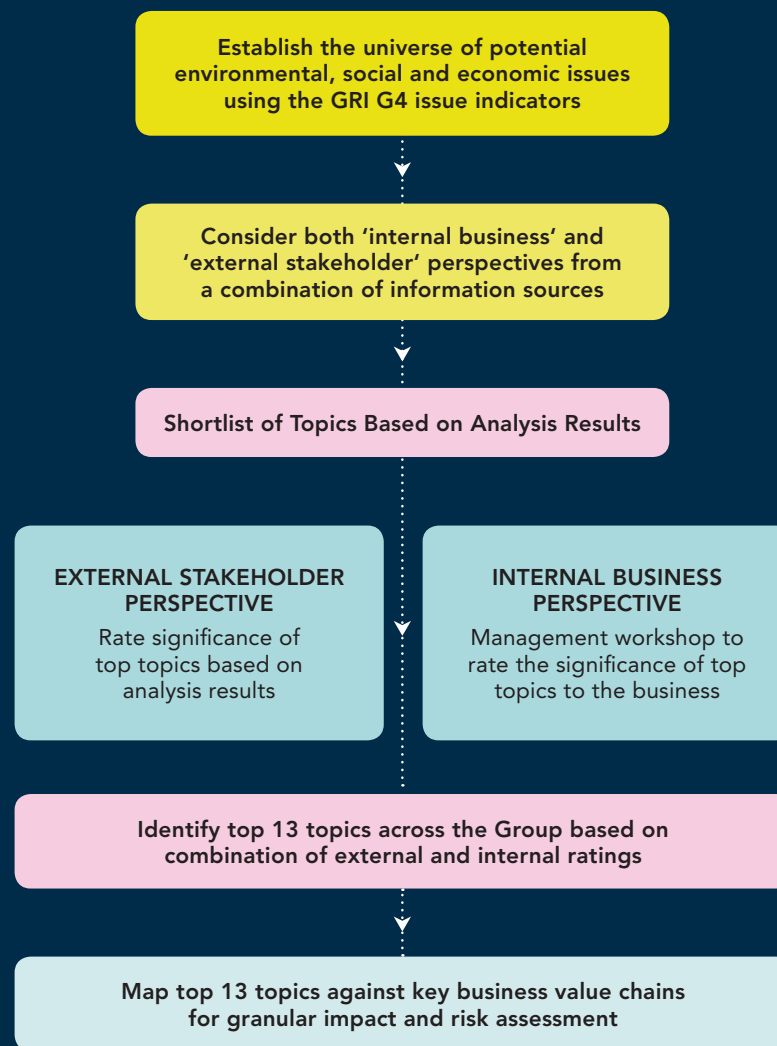 Establish the universe of potential
environmental, social and economic issues
using the GRI G4 issue indicators
Consider both ‘internal business‘ and
‘external stakeholder‘ perspectives from
a combination of information sources
Shortlist of Topics Based on Analysis Results
EXTERNAL STAKEHOLDER
PERSPECTIVE
Rate significance of
top topics based on
analysis results
INTERNAL BUSINESS
PERSPECTIVE
Management workshop to
rate the significance of top
topics to the business
Identify top 13 topics across the Group based on
combination of external and internal ratings
Map top 13 topics against key business value chains
for granular impact and risk assessment